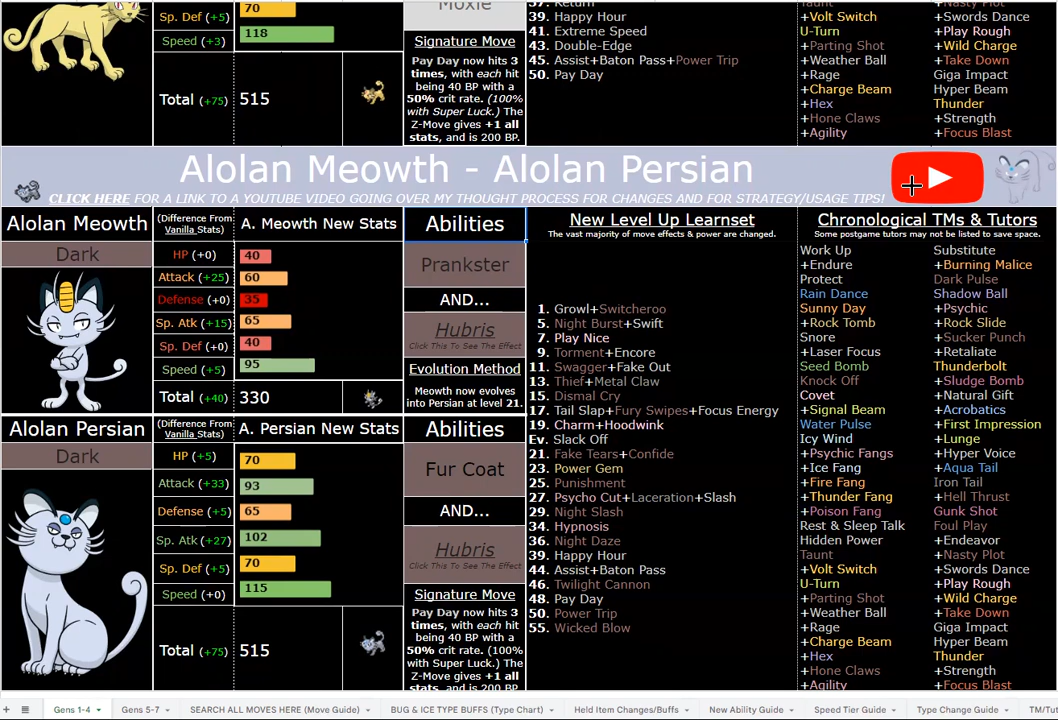 Sp. Def (+5) 70 Moxie
Speed (+3) 118
Signature Move
Pay Day now hits 3
times, with each hit
being 40 BP with a
50% crit rate. (100%
with Super Luck.) The
Z-Move gives +1 all
stats, and is 200 BP.
Total (+75) 515
37. Return
39. Happy Hour
41. Extreme Speed
43. Double-Edge
45. Assist+Baton Pass+Power Trip
50. Pay Day
Taunt +Nasty Plot
+Volt Switch +Swords Dance
U-Turn +Play Rough
+Parting Shot +Wild Charge
+Weather Ball +Take Down
+Rage Giga Impact
+Charge Beam Hyper Beam
+Hex Thunder
+Hone Claws +Strength
+Agility +Focus Blast
Alolan Meowth - Alolan Persian
CLICK HERE FOR A LINK TO A YOUTUBE VIDEO GOING OVER MY THOUGHT PROCESS FOR CHANGES AND FOR STRATEGY/USAGE TIPS!
Alolan Meowth
(Difference From
Vanilla Stats)
A. Meowth New Stats
Abilities
New Level Up Learnset
The vast majority of move effects & power are changed.
Chronological TMs & Tutors
Some postgame tutors may not be listed to save space.
Dark
HP (+0) 40
Attack (+25) 60
Defense (+0) 35
Sp. Atk (+15) 65
Sp. Def (+0) 40
Speed (+5) 95
Total (+40) 330
Prankster
AND...
Hubris
Click This To See The Effect
Evolution Method
Meowth now evolves
into Persian at level 21.
Alolan Persian
(Difference From
Vanilla Stats)
A. Persian New Stats
Abilities
Dark
HP (+5) 70
Attack (+33) 93
Defense (+5) 65
Sp. Atk (+27) 102
Sp. Def (+5) 70
Speed (+0) 115
Total (+75) 515
Fur Coat
AND...
Hubris
Click This To See The Effect
Signature Move
Pay Day now hits 3
times, with each hit
being 40 BP with a
50% crit rate. (100%
with Super Luck.) The
Z-Move gives +1 all
stats, and is 200 BP.
1. Growl+Switcheroo
5. Night Burst+Swift
7. Play Nice
9. Torment+Encore
11. Swagger+Fake Out
13. Thief+Metal Claw
15. Dismal Cry
17. Tail Slap+Fury Swipes+Focus Energy
19. Charm+Hoodwink
Ev. Slack Off
21. Fake Tears+Confide
23. Power Gem
25. Punishment
27. Psycho Cut+Laceration+Slash
29. Night Slash
34. Hypnosis
36. Night Daze
39. Happy Hour
44. Assist+Baton Pass
46. Twilight Cannon
48. Pay Day
50. Power Trip
55. Wicked Blow
Work Up Substitute
+Endure +Burning Malice
Protect Dark Pulse
Rain Dance Shadow Ball
Sunny Day +Psychic
+Rock Tomb +Rock Slide
Snore +Sucker Punch
+Laser Focus +Retaliate
Seed Bomb Thunderbolt
Knock Off +Sludge Bomb
Covet +Natural Gift
+Signal Beam +Acrobatics
Water Pulse +First Impression
Icy Wind +Lunge
+Psychic Fangs +Hyper Voice
+Ice Fang +Aqua Tail
+Fire Fang Iron Tail
+Thunder Fang +Hell Thrust
+Poison Fang Gunk Shot
Rest & Sleep Talk Foul Play
Hidden Power +Endeavor
Taunt +Nasty Plot
+Volt Switch +Swords Dance
U-Turn +Play Rough
+Parting Shot +Wild Charge
+Weather Ball +Take Down
+Rage Giga Impact
+Charge Beam Hyper Beam
+Hex Thunder
+Hone Claws +Strength
+Agility +Focus Blast
Gens 1-4 Gens 5-7 SEARCH ALL MOVES HERE (Move Guide) BUG & ICE TYPE BUFFS (Type Chart) Held Item Changes/Buffs New Ability Guide Speed Tier Guide Type Change Guide TM/Tut